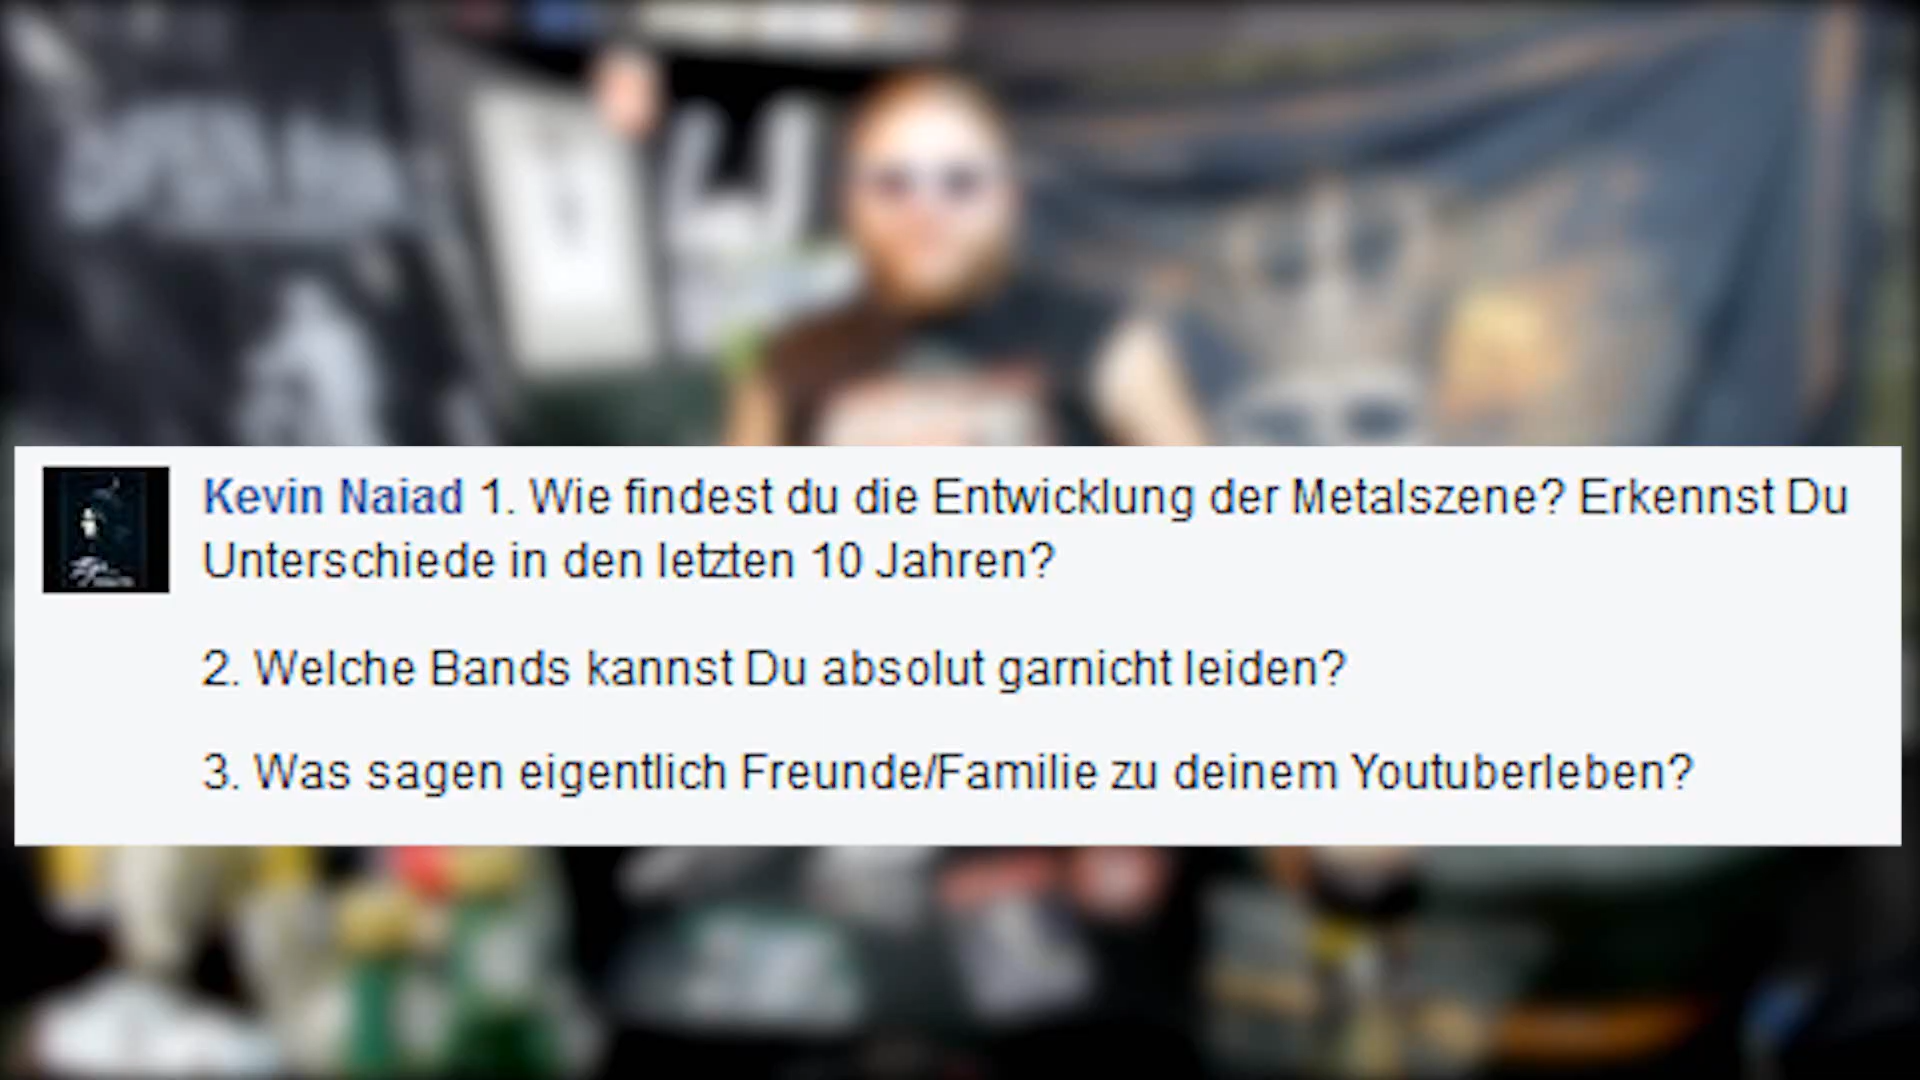 Kevin Naiad 1. Wie findest du die Entwicklung der Metalszene? Erkennst Du
Unterschiede in den letzten 10 Jahren?
2. Welche Bands kannst Du absolut garnicht leiden?
3. Was sagen eigentlich Freunde/Familie zu deinem Youtuberleben?